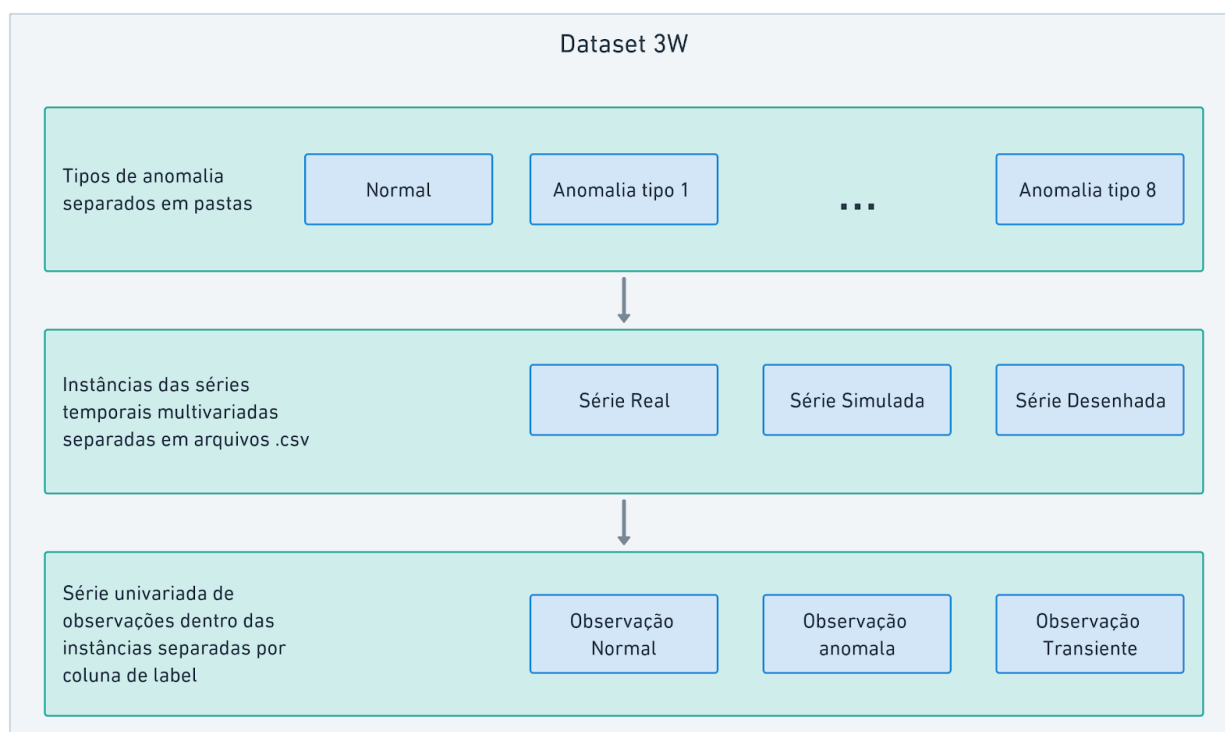 Dataset 3W
Tipos de anomalia
separados em pastas
Normal
Anomalia tipo 1
...
Anomalia tipo 8
Instâncias das séries
temporais multivariadas
separadas em arquivos .csv
Série Real
Série Simulada
Série Desenhada
Série univariada de
observações dentro das
instâncias separadas por
coluna de label
Observação
Normal
Observação
anomala
Observação
Transiente